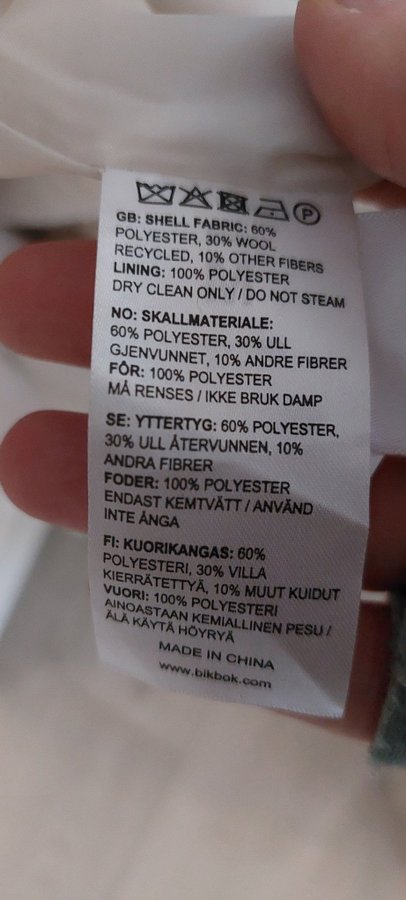 P
GB: SHELL FABRIC: 60%
POLYESTER, 30% WOOL
RECYCLED, 10% OTHER FIBERS
LINING: 100% POLYESTER
DRY CLEAN ONLY / DO NOT STEAM
NO: SKALLMATERIALE:
60% POLYESTER, 30% ULL
GJENVUNNET, 10% ANDRE FIBRER
FÔR: 100% POLYESTER
MÅ RENSES / IKKE BRUK DAMP
SE: YTTERTYG: 60% POLYESTER,
30% ULL ÅTERVUNNEN, 10%
ANDRA FIBRER
FODER: 100% POLYESTER
ENDAST KEMTVÄTT / ANVÄND
INTE ÅNGA
FI: KUORIKANGAS: 60%
POLYESTERI, 30% VILLA
KIERRÄTETTYÄ, 10% MUUT KUIDUT
VUORI: 100% POLYESTERI
AINOASTAAN KEMIALLINEN PESU /
ÄLÄ KÄYTÄ HÖYRYÄ
MADE IN CHINA
www.bikbok.com